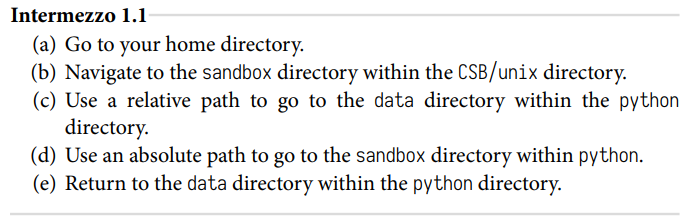 Intermezzo 1.1
(a) Go to your home directory.
(b) Navigate to the sandbox directory within the CSB/unix directory.
(c) Use a relative path to go to the data directory within the python
directory.
(d) Use an absolute path to go to the sandbox directory within python.
(e) Return to the data directory within the python directory.